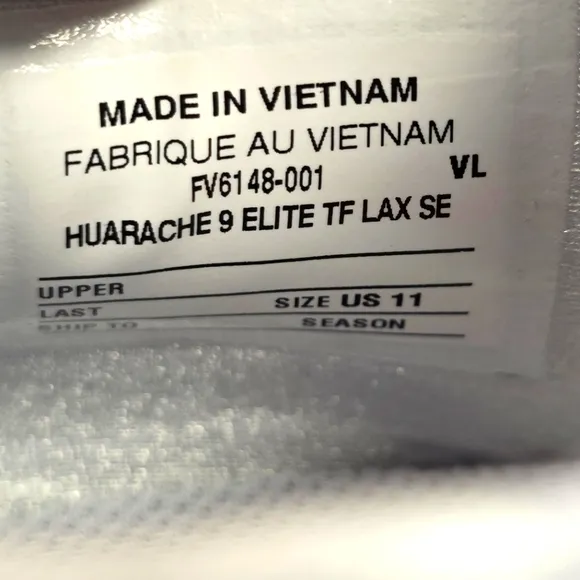 MADE IN VIETNAM
FABRIQUE AU VIETNAM
FV6148-001 VL
HUARACHE 9 ELITE TF LAX SE
UPPER
LAST SIZE US 11
SHIP TO SEASON